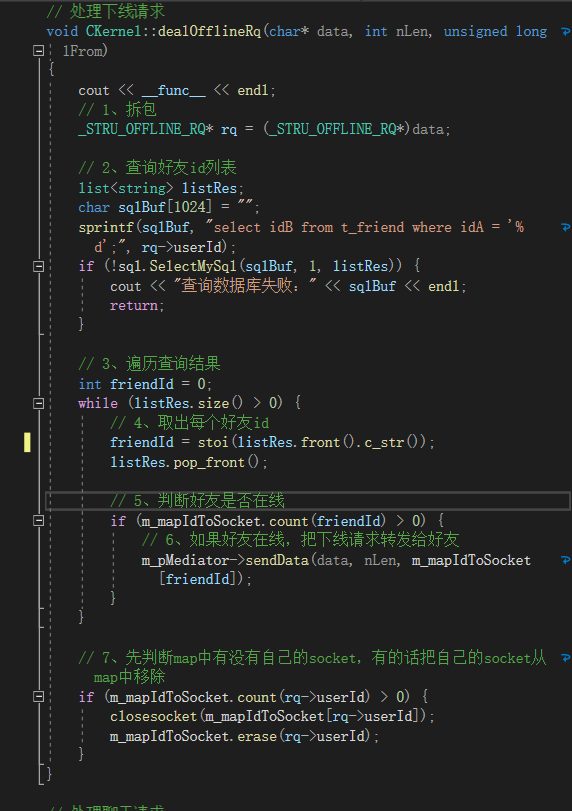 // 处理下线请求
void CKernel::dealOfflineRq(char* data, int nLen, unsigned long
lFrom)
{
cout << __func__ << endl;
// 1、拆包
_STRU_OFFLINE_RQ* rq = (_STRU_OFFLINE_RQ*)data;
// 2、查询好友id列表
list<string> listRes;
char sqlBuf[1024] = "";
sprintf(sqlBuf, "select idB from t_friend where idA = '%
d';", rq->userId);
if (!sql.SelectMySql(sqlBuf, 1, listRes)) {
cout << "查询数据库失败：" << sqlBuf << endl;
return;
}
// 3、遍历查询结果
int friendId = 0;
while (listRes.size() > 0) {
// 4、取出每个好友id
friendId = stoi(listRes.front().c_str());
listRes.pop_front();
// 5、判断好友是否在线
if (m_mapIdToSocket.count(friendId) > 0) {
// 6、如果好友在线，把下线请求转发给好友
m_pMediator->sendData(data, nLen, m_mapIdToSocket
[friendId]);
}
}
// 7、先判断map中有没有自己的socket，有的话把自己的socket从
map中移除
if (m_mapIdToSocket.count(rq->userId) > 0) {
closesocket(m_mapIdToSocket[rq->userId]);
m_mapIdToSocket.erase(rq->userId);
}
}